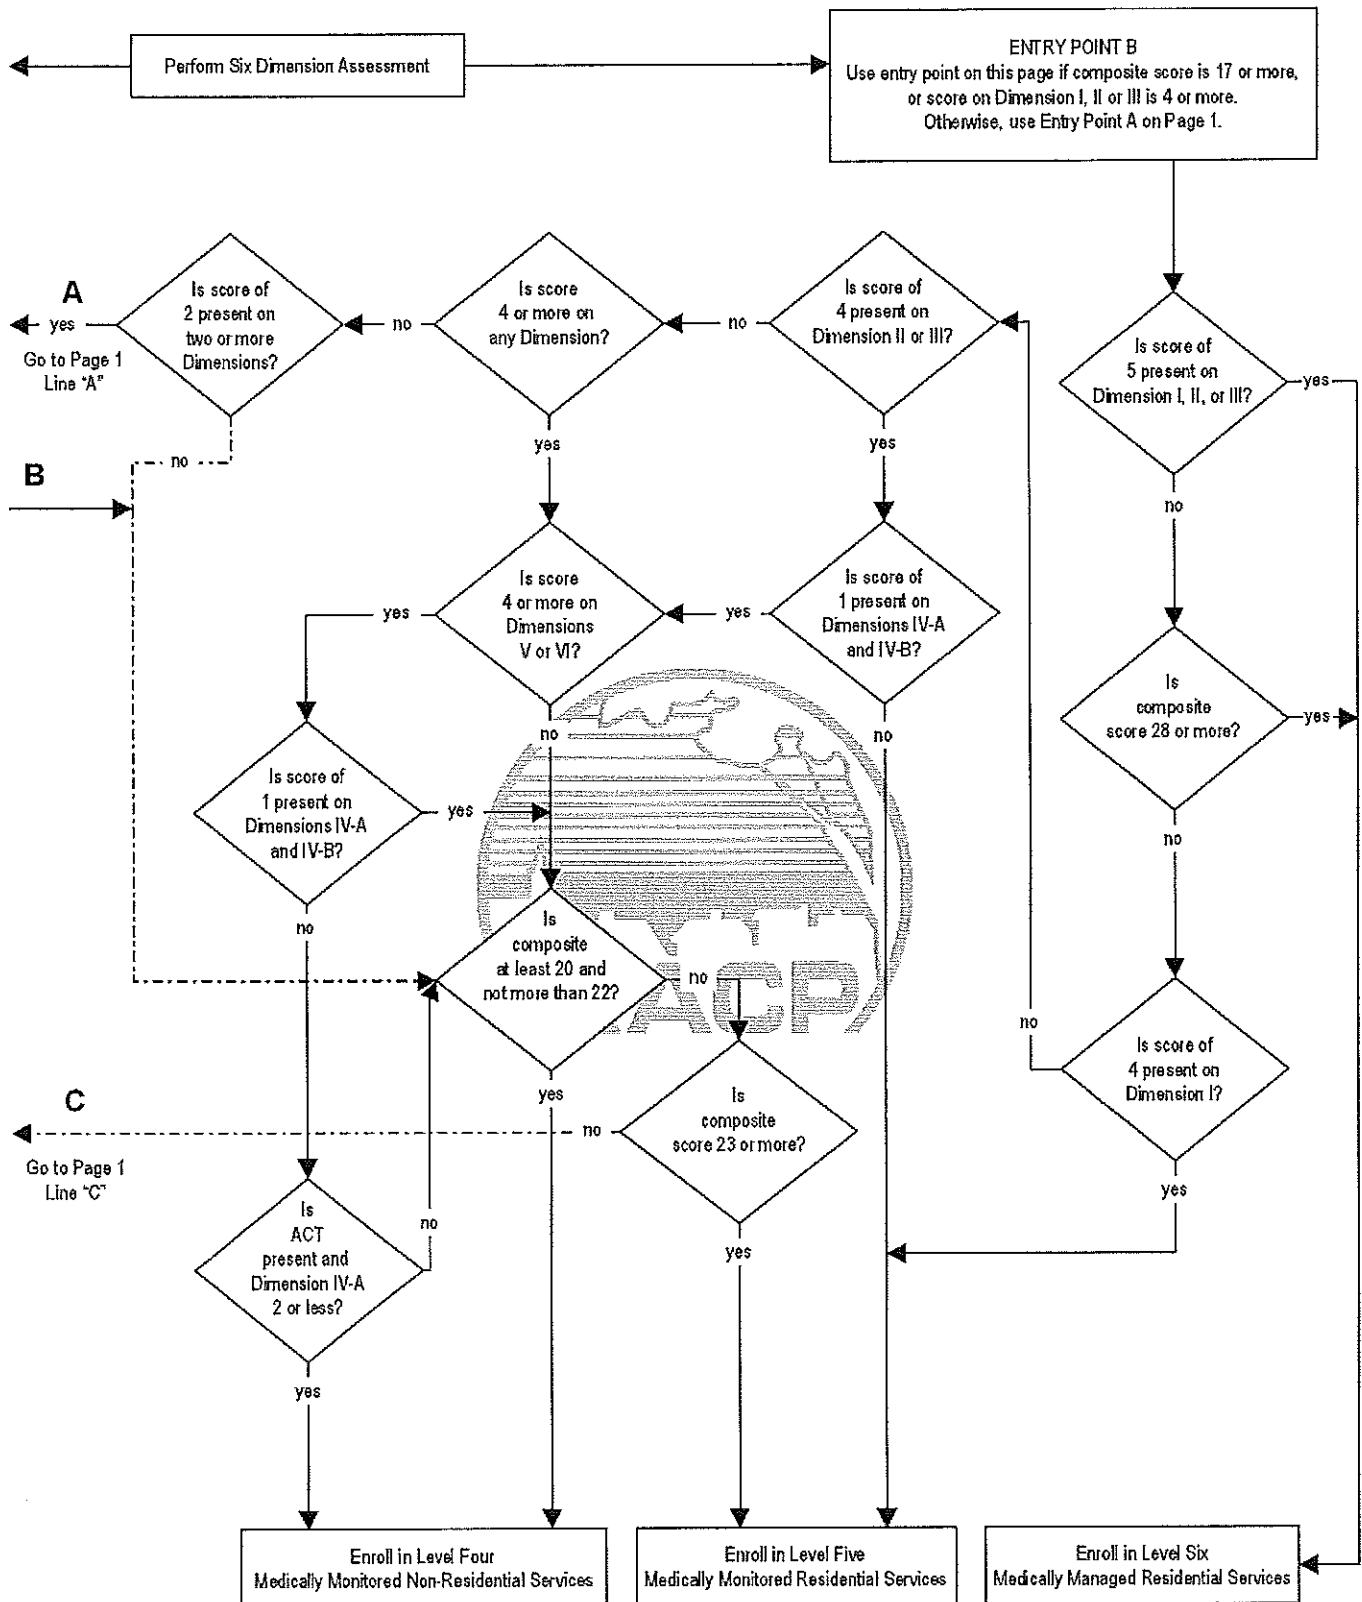 Perform Six Dimension Assessment
ENTRY POINT B
Use entry point on this page if composite score is 17 or more,
or score on Dimension I, II or III is 4 or more.
Otherwise, use Entry Point A on Page 1.
A
yes
Go to Page 1
Line "A"
Is score of
2 present on
two or more
Dimensions?
no
Is score
4 or more on
any Dimension?
no
Is score of
4 present on
Dimension II or III?
Is score of
5 present on
Dimension I, II, or III?
yes
no
B
yes
yes
no
yes
Is score
4 or more on
Dimensions
V or VI?
yes
Is score of
1 present on
Dimensions IV-A
and IV-B?
no
no
Is
composite
score 28 or more?
yes
Is score of
1 present on
Dimensions IV-A
and IV-B?
yes
no
no
Is
composite
at least 20 and
not more than 22?
no
AACP
no
Is score of
4 present on
Dimension I?
yes
yes
C
no
Go to Page 1
Line "C"
Is
composite
score 23 or more?
yes
Is
ACT
present and
Dimension IV-A
2 or less?
no
yes
Enroll in Level Four
Medically Monitored Non-Residential Services
Enroll in Level Five
Medically Monitored Residential Services
Enroll in Level Six
Medically Managed Residential Services